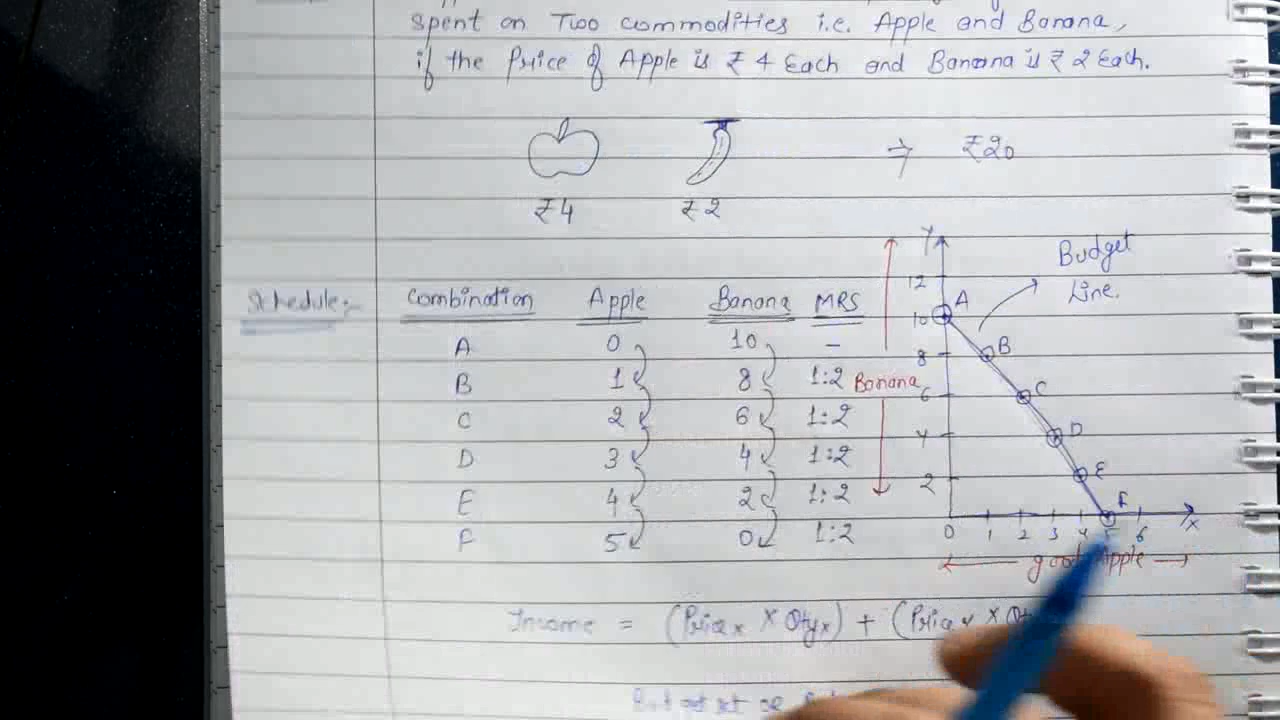 Spent on Two commodities i.e. Apple and Banana,
if the Price of Apple is ₹ 4 Each and Banana is ₹ 2 Each.
⇒ ₹20
₹4 ₹2
Schedule:-
Combination Apple Banana MRS
A 0 10 -
B 1 8 1:2
C 2 6 1:2
D 3 4 1:2
E 4 2 1:2
F 5 0 1:2
Y
Budget
Line.
12
10 A
8 B
Banana
6 C
4 D
2 E
F
0 1 2 3 4 5 6 X
good Apple
Income = (Price x × Qty x) + (Price y ×